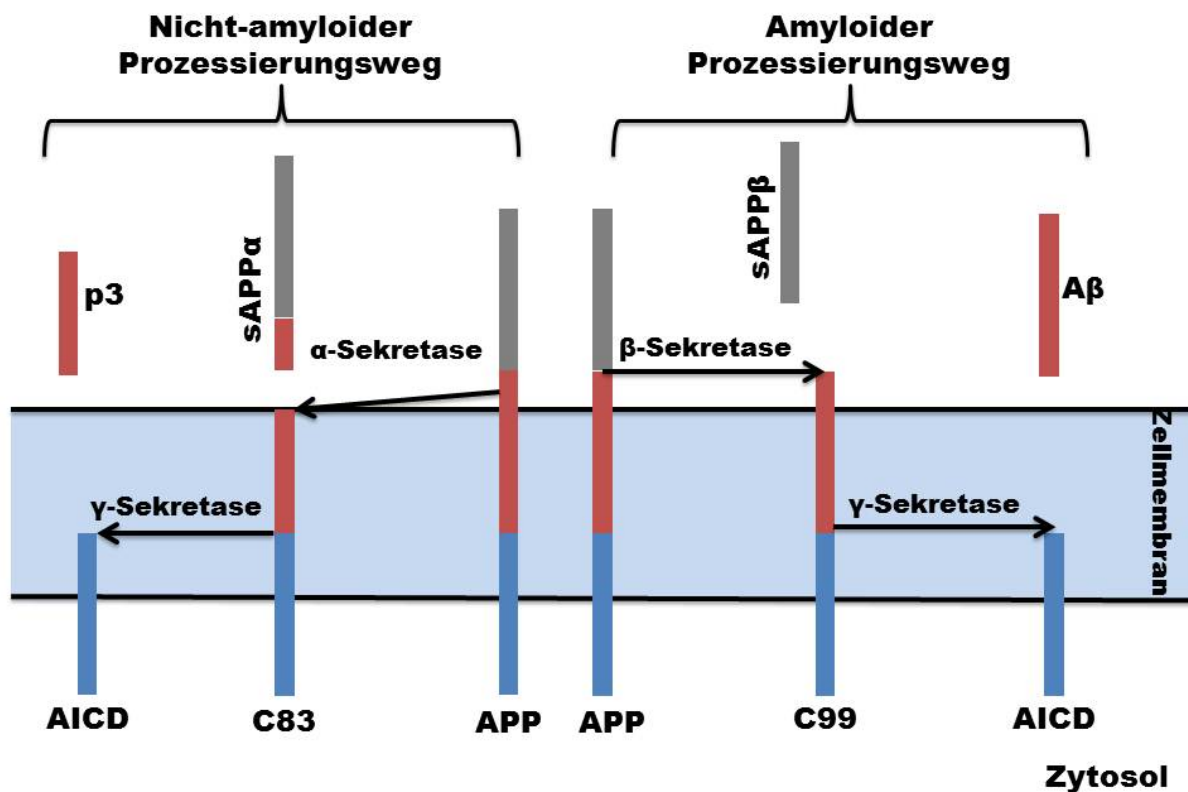 Nicht-amyloider
Prozessierungsweg
Amyloider
Prozessierungsweg
p3
sAPPα
sAPPβ
Aβ
α-Sekretase
β-Sekretase
Zellmembran
γ-Sekretase
γ-Sekretase
AICD
C83
APP
APP
C99
AICD
Zytosol